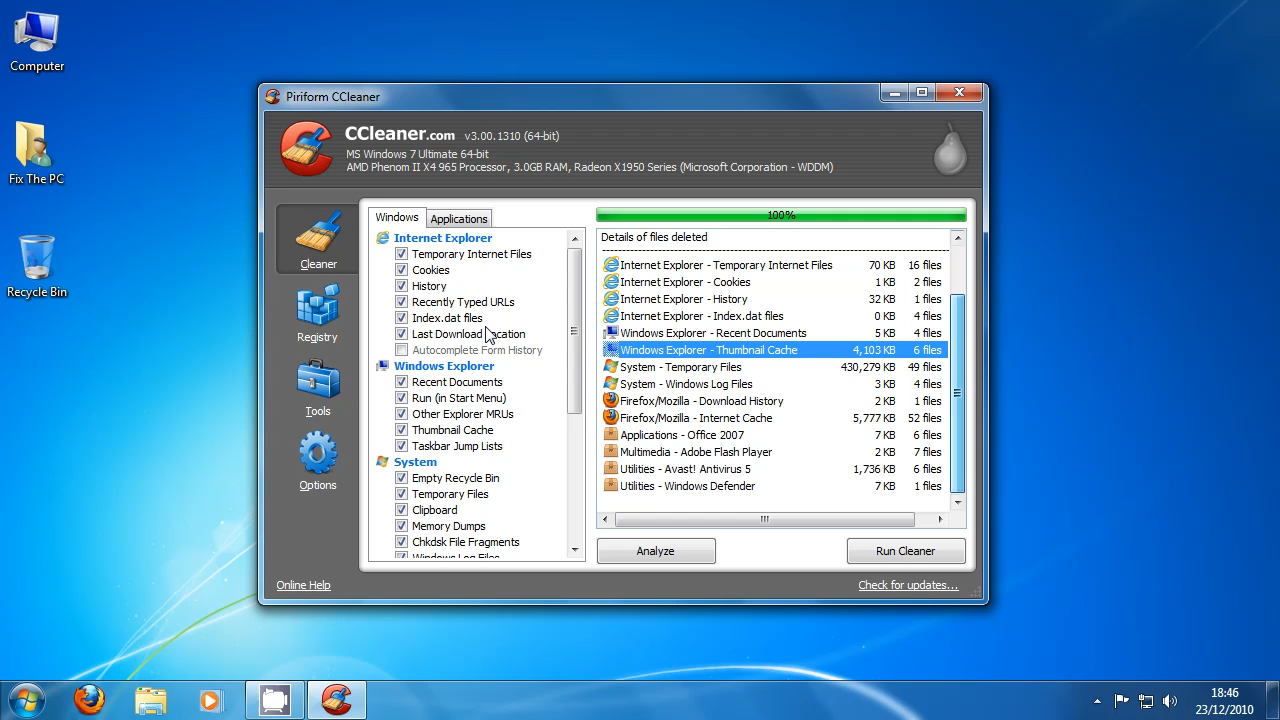 Computer
Fix The PC
Recycle Bin
Piriform CCleaner
CCleaner.com v3.00.1310 (64-bit)
MS Windows 7 Ultimate 64-bit
AMD Phenom II X4 965 Processor, 3.0GB RAM, Radeon X1950 Series (Microsoft Corporation - WDDM)
Cleaner
Registry
Tools
Options
Windows Applications
Internet Explorer
Temporary Internet Files
Cookies
History
Recently Typed URLs
Index.dat files
Last Download Location
Autocomplete Form History
Windows Explorer
Recent Documents
Run (in Start Menu)
Other Explorer MRUs
Thumbnail Cache
Taskbar Jump Lists
System
Empty Recycle Bin
Temporary Files
Clipboard
Memory Dumps
Chkdsk File Fragments
Windows Log Files
100%
Details of files deleted
Internet Explorer - Temporary Internet Files 70 KB 16 files
Internet Explorer - Cookies 1 KB 2 files
Internet Explorer - History 32 KB 1 files
Internet Explorer - Index.dat files 0 KB 4 files
Windows Explorer - Recent Documents 5 KB 4 files
Windows Explorer - Thumbnail Cache 4,103 KB 6 files
System - Temporary Files 430,279 KB 49 files
System - Windows Log Files 3 KB 4 files
Firefox/Mozilla - Download History 2 KB 1 files
Firefox/Mozilla - Internet Cache 5,777 KB 52 files
Applications - Office 2007 7 KB 6 files
Multimedia - Adobe Flash Player 2 KB 7 files
Utilities - Avast! Antivirus 5 1,736 KB 6 files
Utilities - Windows Defender 7 KB 4 files
Analyze Run Cleaner
Online Help Check for updates...
18:46
23/12/2010